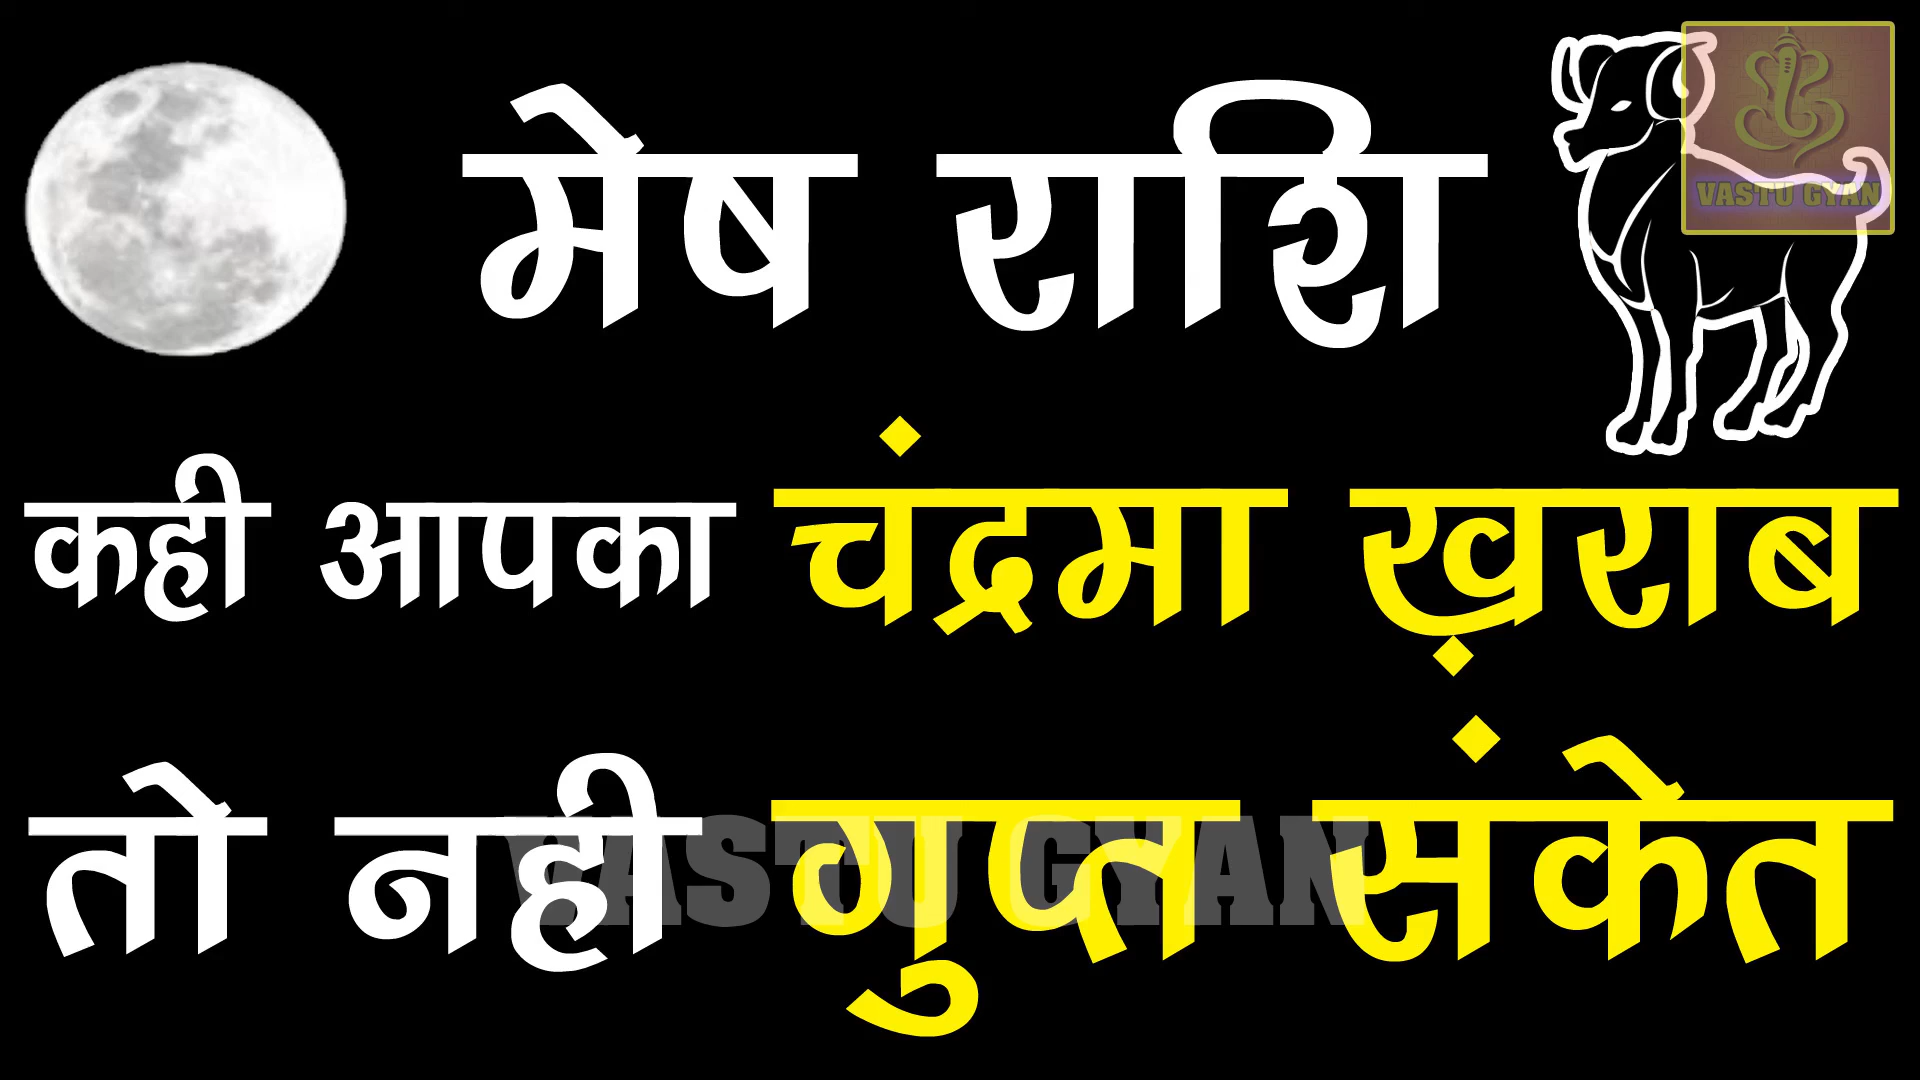 मेष राशि
VASTU GYAN
कही आपका चंद्रमा ख़राब
तो नही गुप्त संकेत
VASTU GYAN